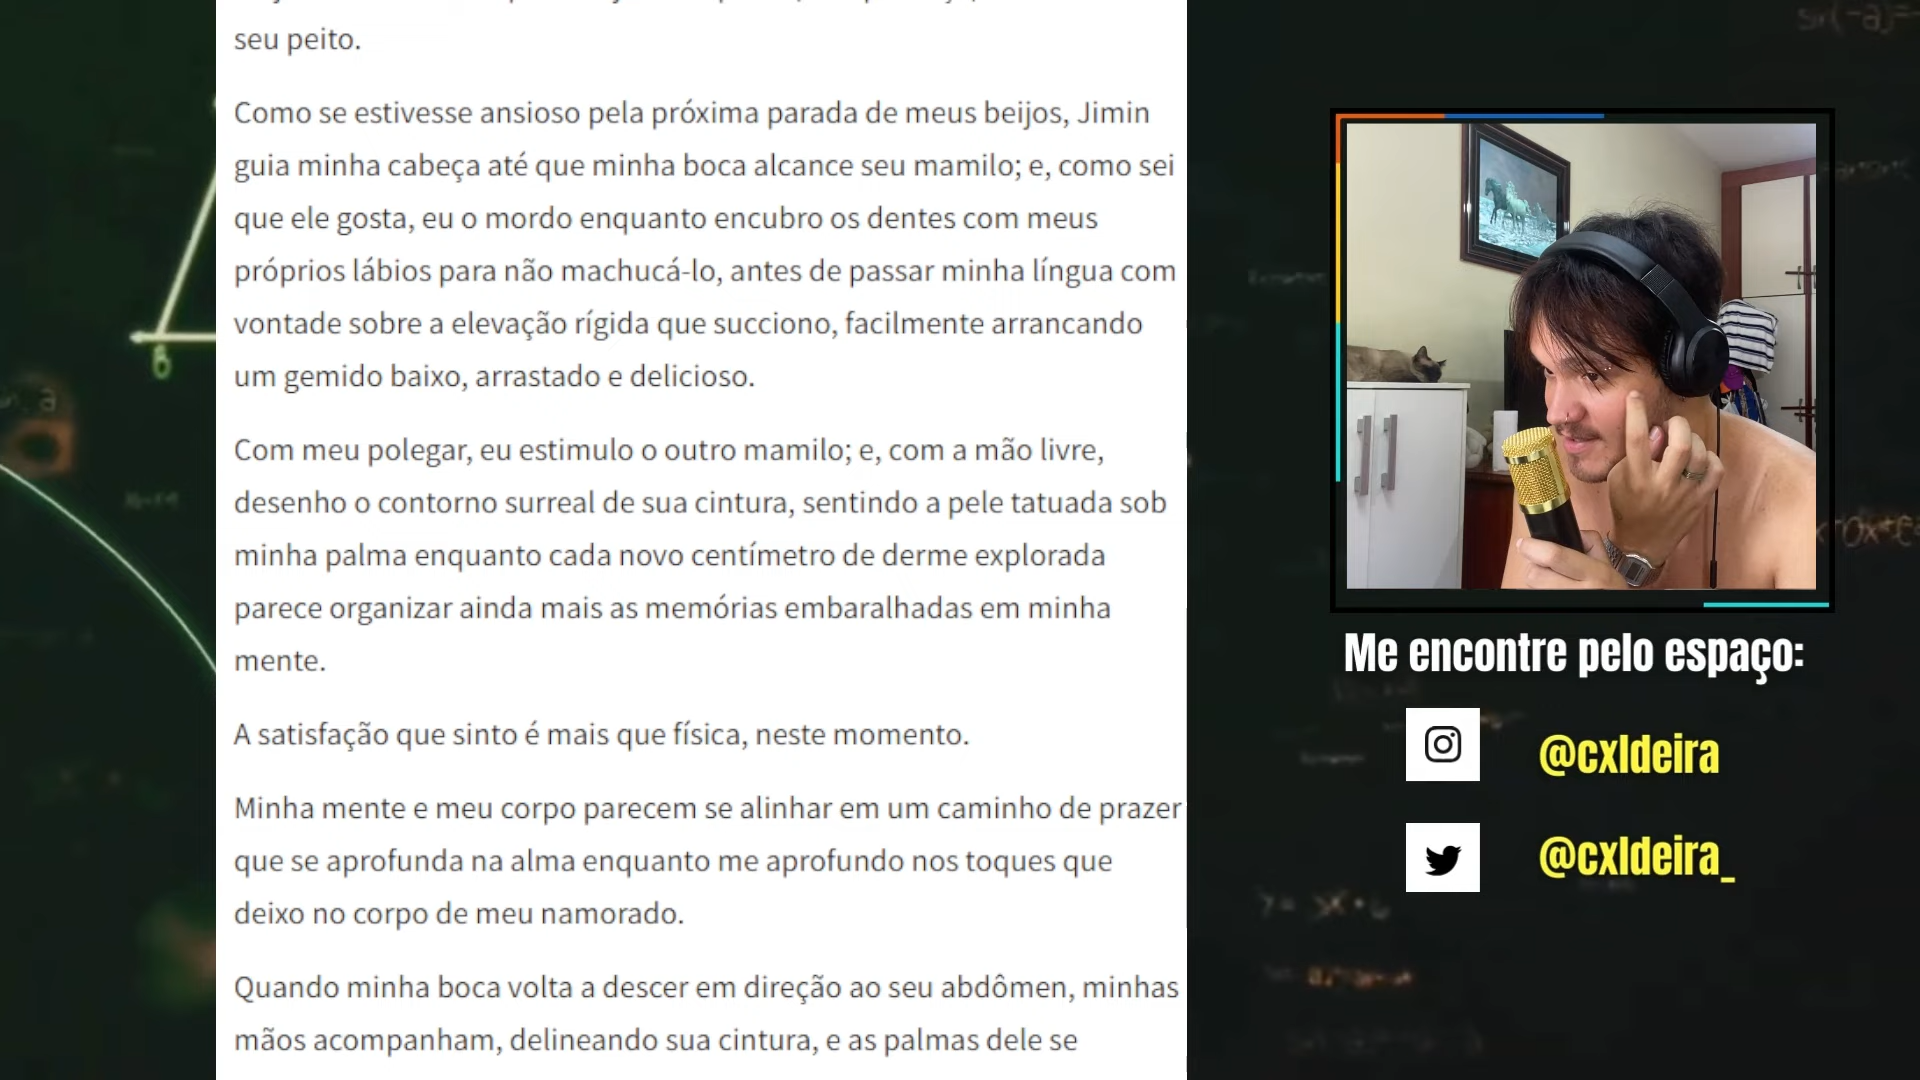 seu peito.
Como se estivesse ansioso pela próxima parada de meus beijos, Jimin
guia minha cabeça até que minha boca alcance seu mamilo; e, como sei
que ele gosta, eu o mordo enquanto encubro os dentes com meus
próprios lábios para não machucá-lo, antes de passar minha língua com
vontade sobre a elevação rígida que succiono, facilmente arrancando
um gemido baixo, arrastado e delicioso.
Com meu polegar, eu estimulo o outro mamilo; e, com a mão livre,
desenho o contorno surreal de sua cintura, sentindo a pele tatuada sob
minha palma enquanto cada novo centímetro de derme explorada
parece organizar ainda mais as memórias embaralhadas em minha
mente.
A satisfação que sinto é mais que física, neste momento.
Minha mente e meu corpo parecem se alinhar em um caminho de prazer
que se aprofunda na alma enquanto me aprofundo nos toques que
deixo no corpo de meu namorado.
Quando minha boca volta a descer em direção ao seu abdômen, minhas
mãos acompanham, delineando sua cintura, e as palmas dele se
Me encontre pelo espaço:
@cxldeira
@cxldeira_